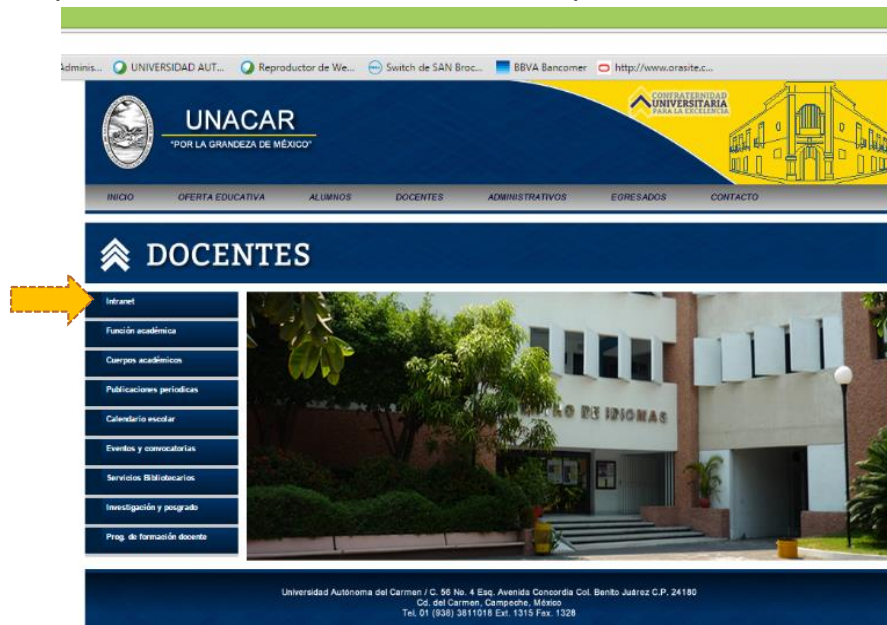 Adminis...
UNIVERSIDAD AUT...
Reproductor de We...
Switch de SAN Broc...
BBVA Bancomer
http://www.orasite.c...
CONFRATERNIDAD
UNIVERSITARIA
PARA LA EXCELENCIA
UNACAR
"POR LA GRANDEZA DE MÉXICO"
INICIO
OFERTA EDUCATIVA
ALUMNOS
DOCENTES
ADMINISTRATIVOS
EGRESADOS
CONTACTO
DOCENTES
Intranet
Función académica
Cuerpos académicos
Publicaciones periodicas
Calendario escolar
Eventos y convocatorias
Servicios Bibliotecarios
Investigación y posgrado
Prog. de formación docente
DE IDIOMAS
Universidad Autónoma del Carmen / C. 56 No. 4 Esq. Avenida Concordia Col. Benito Juárez C.P. 24180
Cd. del Carmen, Campeche, México
Tel. 01 (938) 3811018 Ext. 1315 Fax. 1328